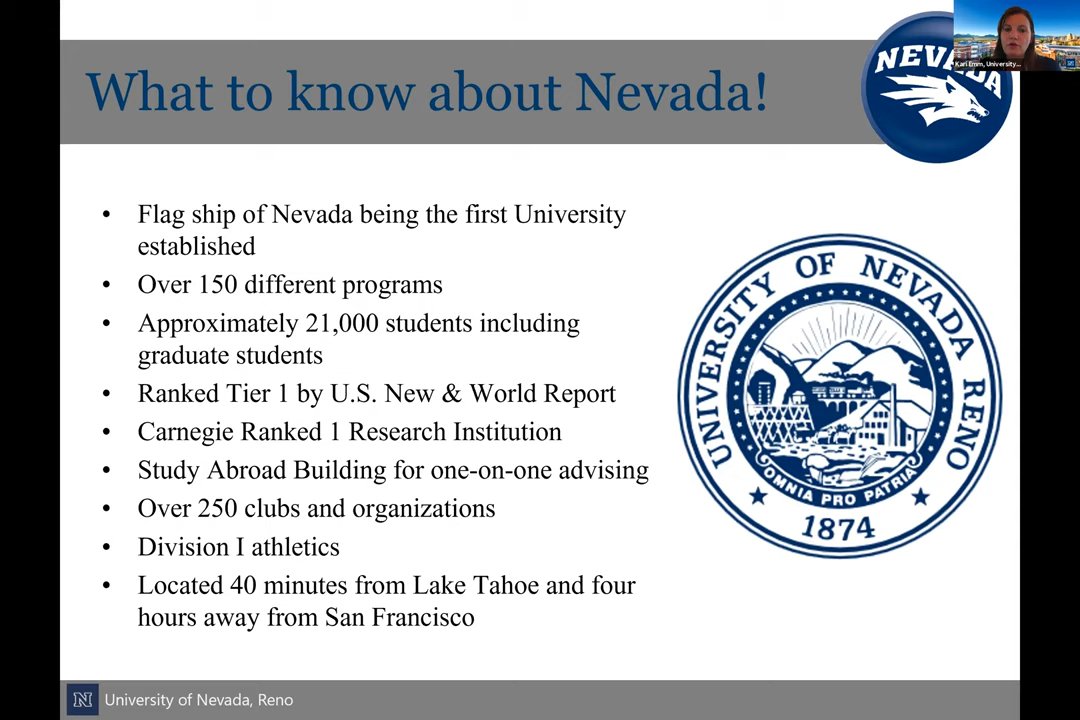 What to know about Nevada!
NEVADA
Kari Emm, University...
• Flag ship of Nevada being the first University
established
• Over 150 different programs
• Approximately 21,000 students including
graduate students
• Ranked Tier 1 by U.S. New & World Report
• Carnegie Ranked 1 Research Institution
• Study Abroad Building for one-on-one advising
• Over 250 clubs and organizations
• Division I athletics
• Located 40 minutes from Lake Tahoe and four
hours away from San Francisco
UNIVERSITY OF NEVADA RENO
OMNIA PRO PATRIA
1874
N University of Nevada, Reno